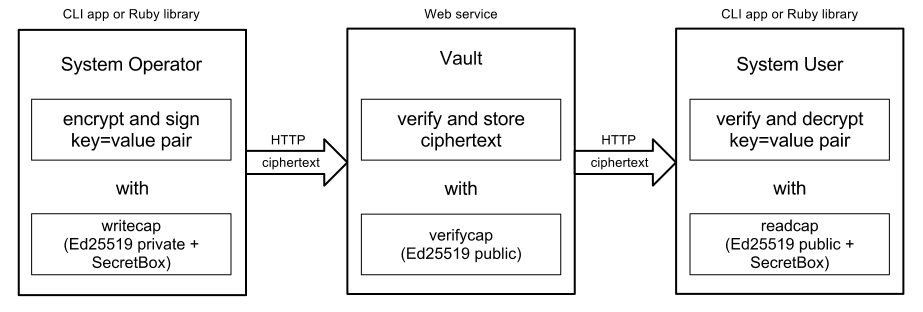 CLI app or Ruby library
System Operator
encrypt and sign
key=value pair
with
writecap
(Ed25519 private +
SecretBox)
HTTP
ciphertext
Web service
Vault
verify and store
ciphertext
with
verifycap
(Ed25519 public)
HTTP
ciphertext
CLI app or Ruby library
System User
verify and decrypt
key=value pair
with
readcap
(Ed25519 public +
SecretBox)